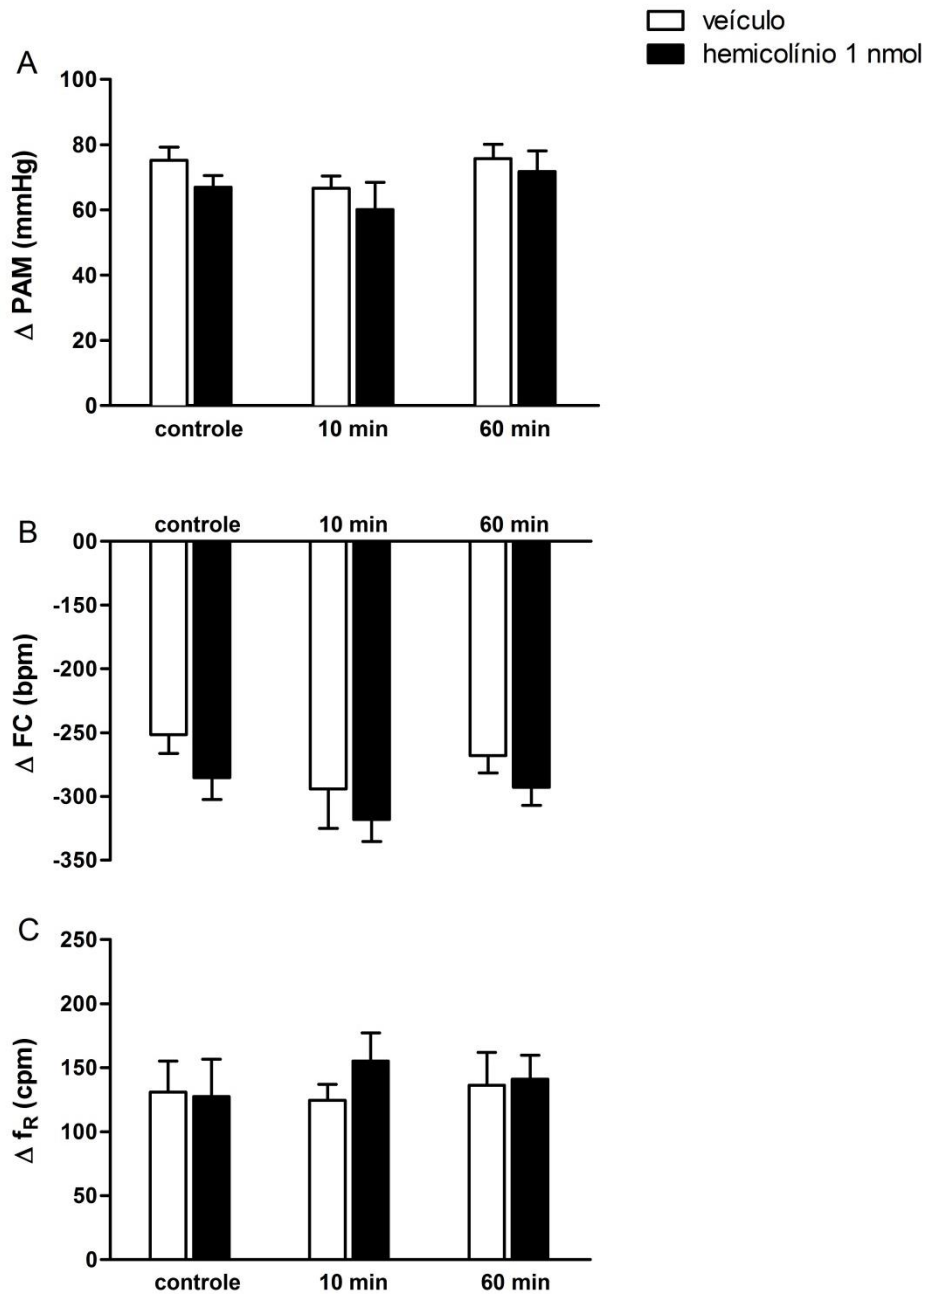 veículo
hemicolínio 1 nmol
A
Δ PAM (mmHg)
100
80
60
40
20
0
controle 10 min 60 min
B
Δ FC (bpm)
controle 10 min 60 min
00
-150
-200
-250
-300
-350
C
Δ fR (cpm)
250
200
150
100
50
0
controle 10 min 60 min